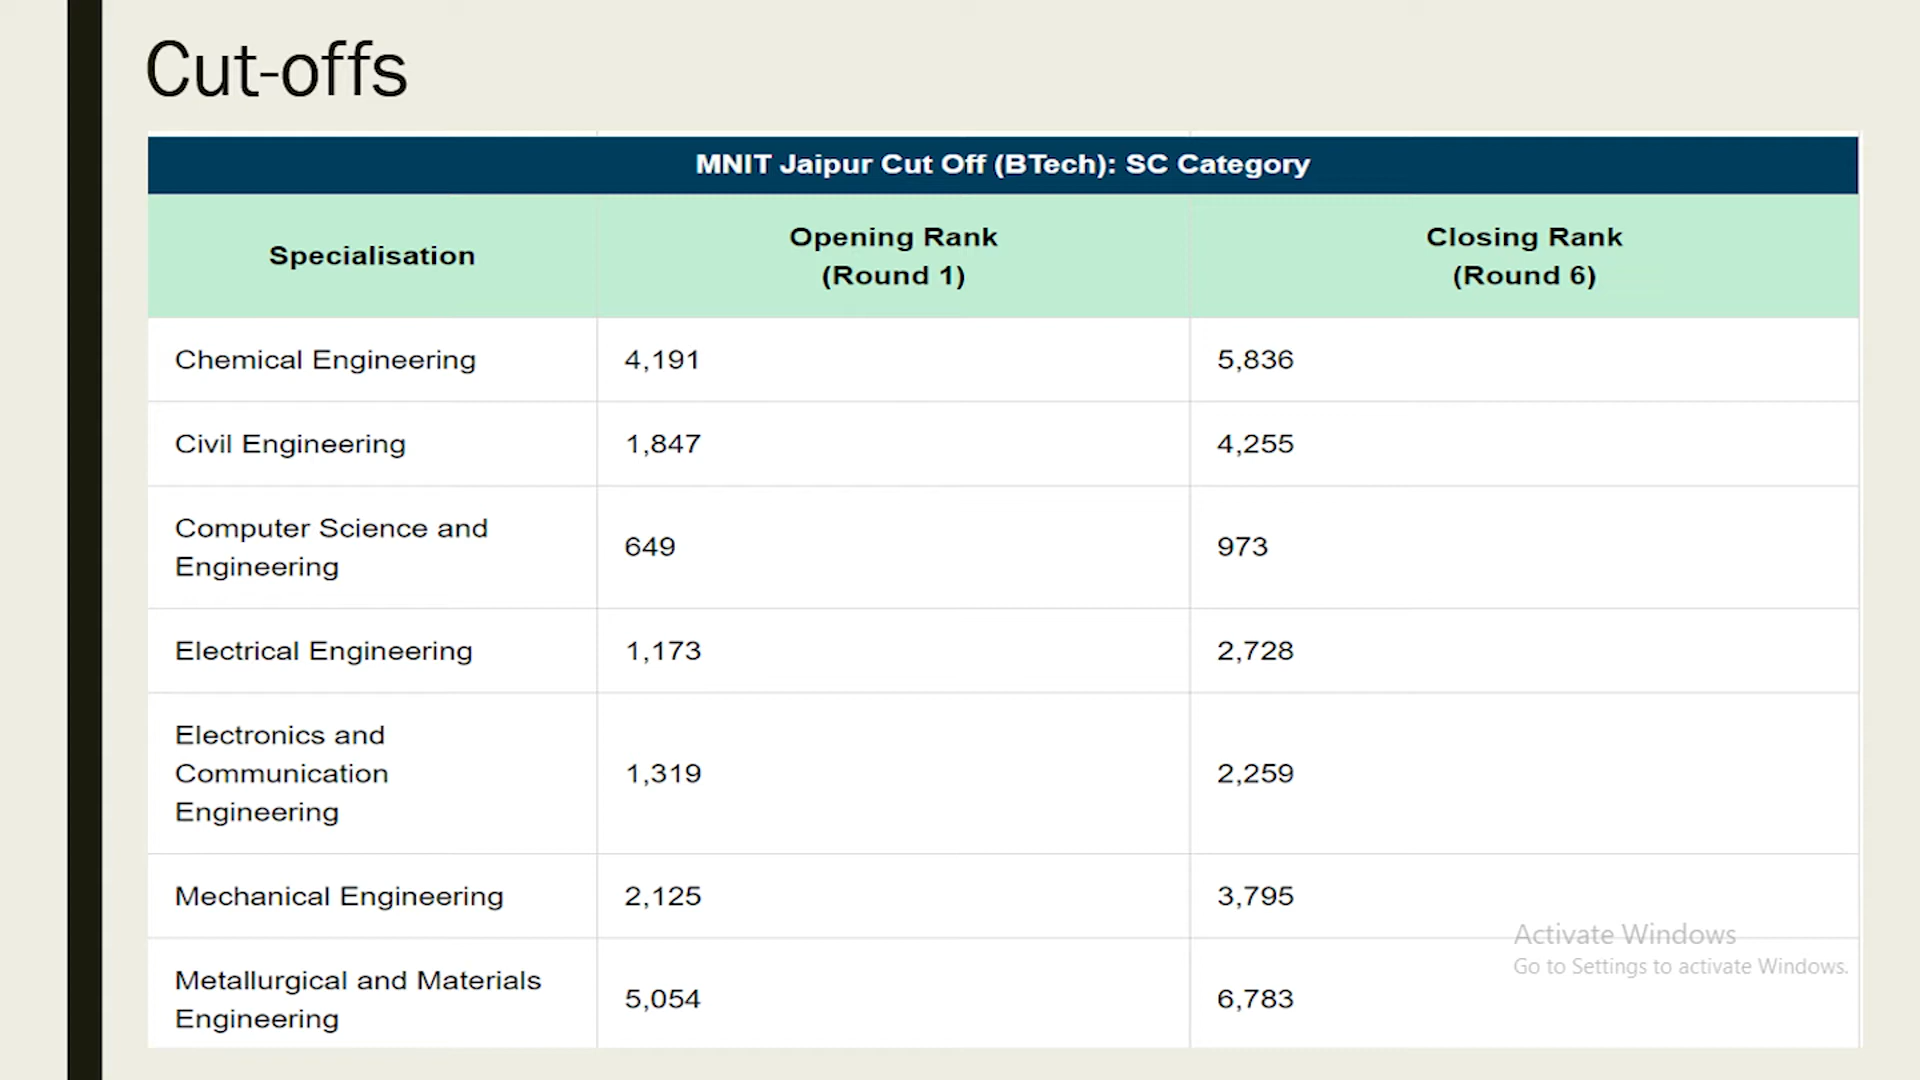 Cut-offs
MNIT Jaipur Cut Off (BTech): SC Category
Specialisation
Opening Rank
(Round 1)
Closing Rank
(Round 6)
Chemical Engineering 4,191 5,836
Civil Engineering 1,847 4,255
Computer Science and
Engineering
649 973
Electrical Engineering 1,173 2,728
Electronics and
Communication
Engineering
1,319 2,259
Mechanical Engineering 2,125 3,795
Metallurgical and Materials
Engineering
5,054 6,783
Activate Windows
Go to Settings to activate Windows.